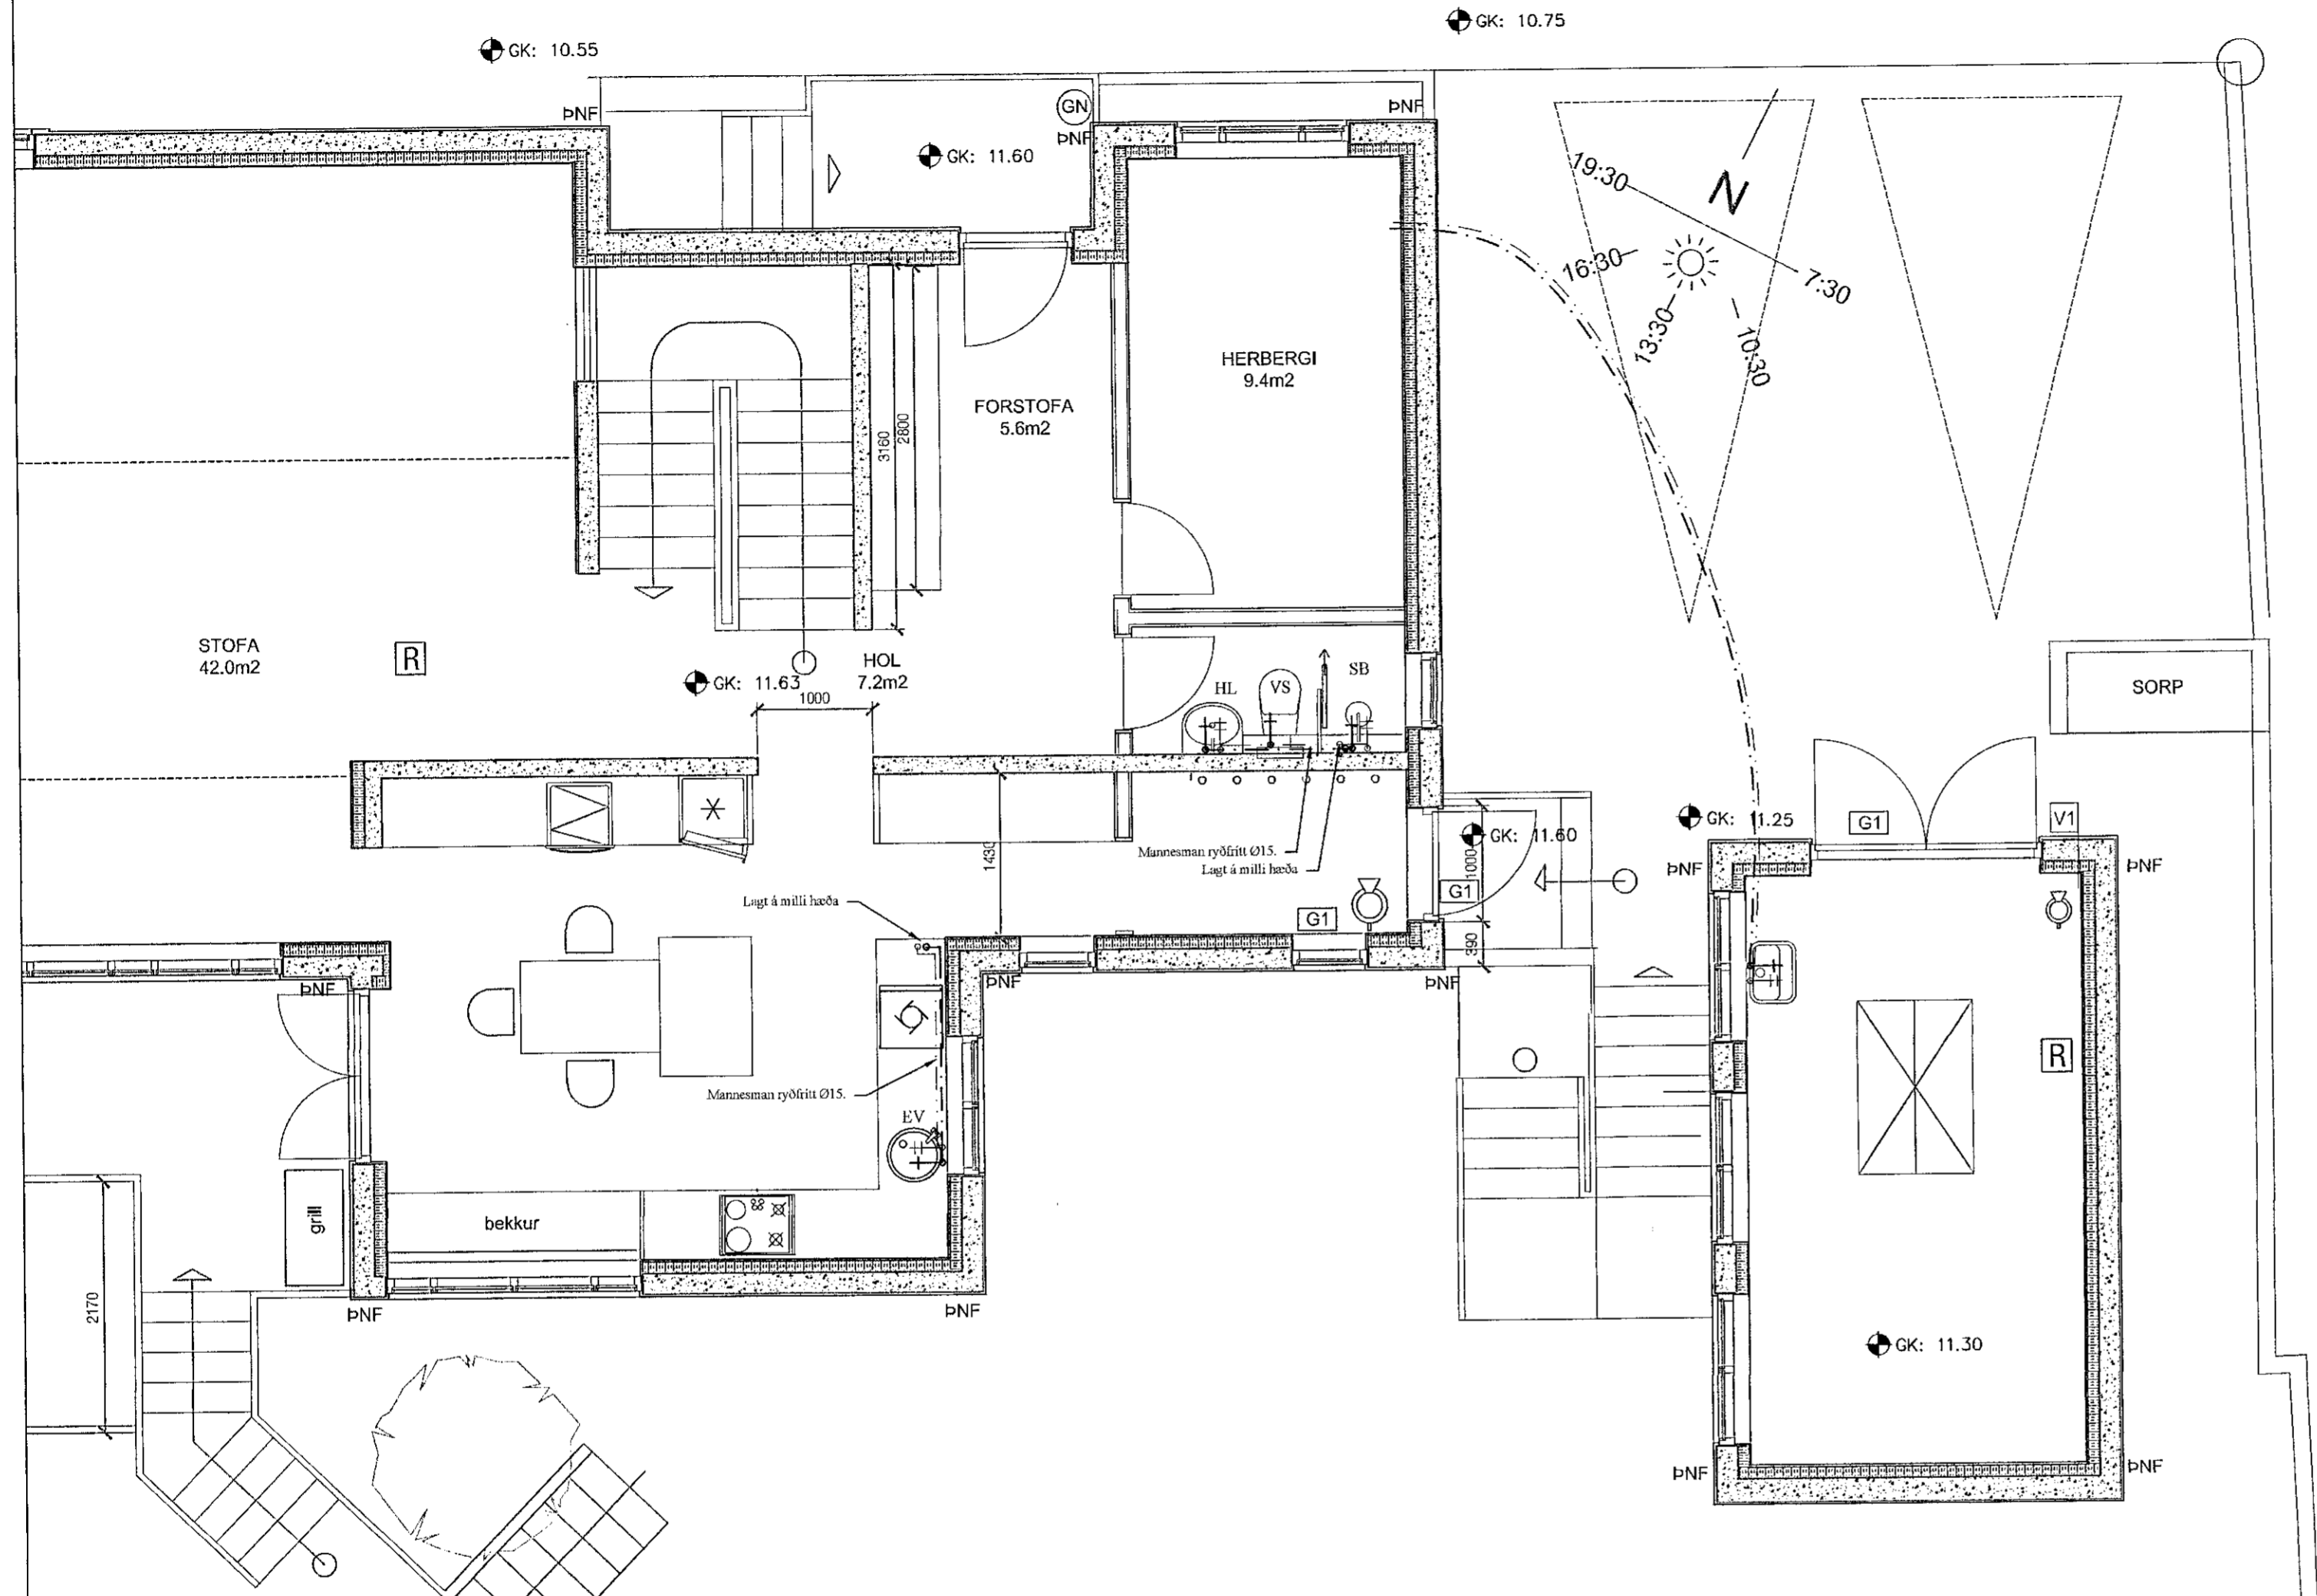 GK: 10.75
GK: 10.55
ÞNF
GN
ÞNF
ÞNF
GK: 11.60
19:30
N
16:30
7:30
13:30
10:30
HERBERGI
9.4m2
FORSTOFA
5.6m2
3160
2800
STOFA
42.0m2
R
HOL
7.2m2
GK: 11.63
1000
HL
VS
SB
SORP
GK: 11.25
G1
V1
GK: 11.60
1430
Mannesman ryðfritt Ø15.
Lagt á milli hæða
1000
G1
G1
390
ÞNF
ÞNF
Lagt á milli hæða
ÞNF
ÞNF
ÞNF
R
Mannesman ryðfritt Ø15.
EV
grill
bekkur
2170
ÞNF
ÞNF
GK: 11.30
ÞNF
ÞNF